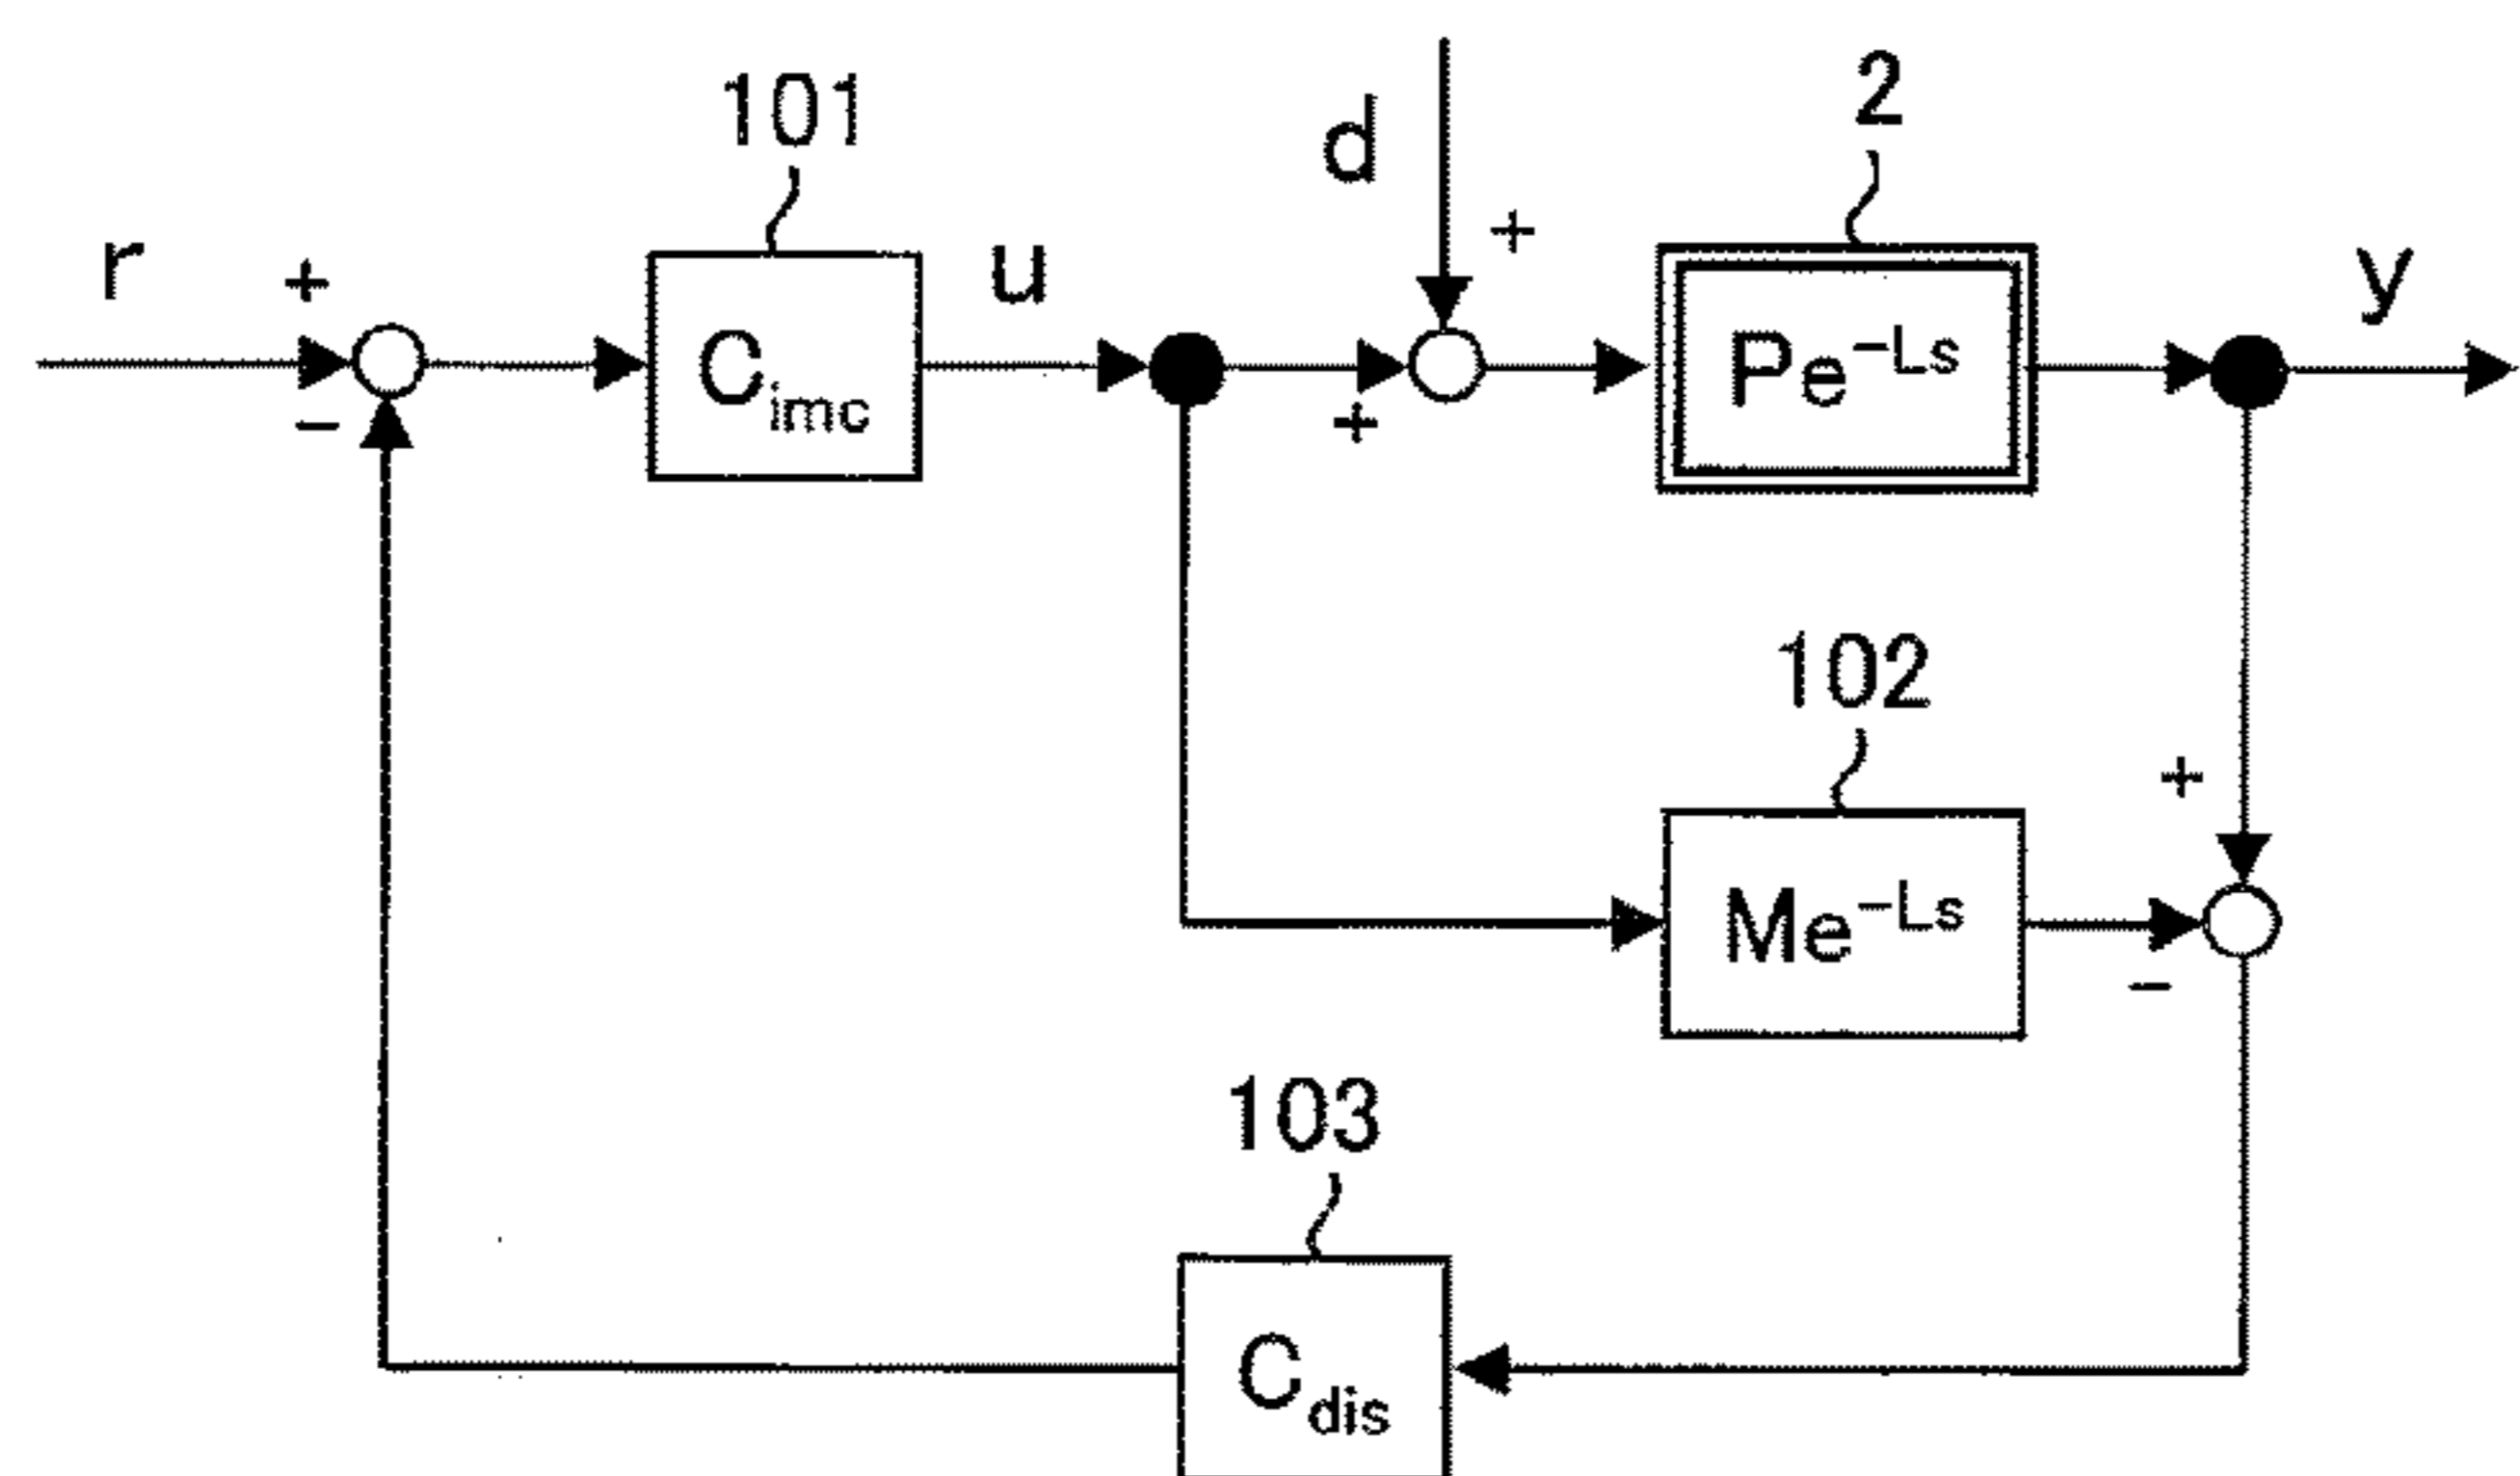 101
d
2
r
+
−
C_imc
u
+
+
Pe^−Ls
y
102
+
Me^−Ls
−
103
C_dis